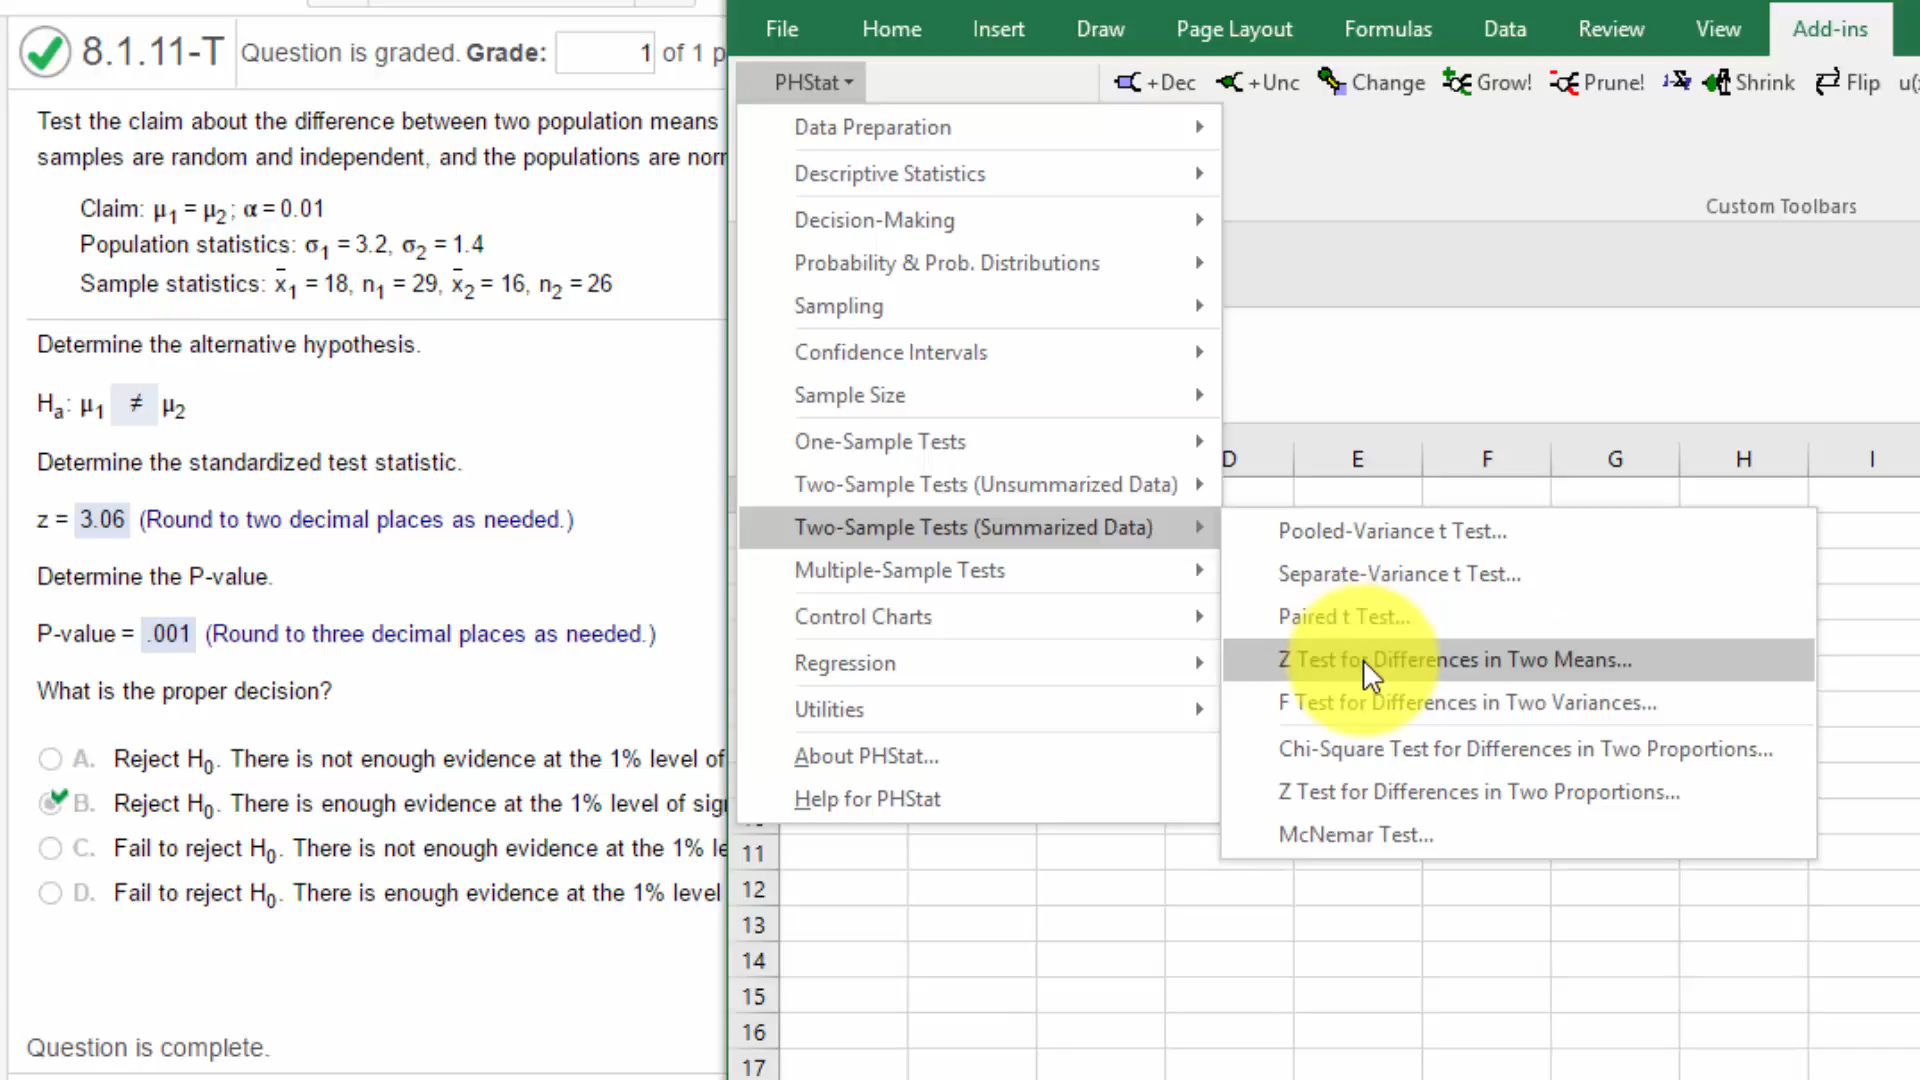 8.1.11-T
Question is graded. Grade: 1 of 1 p
Test the claim about the difference between two population means
samples are random and independent, and the populations are norr
Claim: μ1 = μ2; α = 0.01
Population statistics: σ1 = 3.2, σ2 = 1.4
Sample statistics: x̄1 = 18, n1 = 29, x̄2 = 16, n2 = 26
Determine the alternative hypothesis.
Ha: μ1 ≠ μ2
Determine the standardized test statistic.
z = 3.06 (Round to two decimal places as needed.)
Determine the P-value.
P-value = .001 (Round to three decimal places as needed.)
What is the proper decision?
A. Reject H0. There is not enough evidence at the 1% level of
B. Reject H0. There is enough evidence at the 1% level of sig
C. Fail to reject H0. There is not enough evidence at the 1% le
D. Fail to reject H0. There is enough evidence at the 1% level
Question is complete.
File Home Insert Draw Page Layout Formulas Data Review View Add-ins
PHStat +Dec +Unc Change Grow! Prune! Shrink Flip
Custom Toolbars
Data Preparation
Descriptive Statistics
Decision-Making
Probability & Prob. Distributions
Sampling
Confidence Intervals
Sample Size
One-Sample Tests
Two-Sample Tests (Unsummarized Data)
Two-Sample Tests (Summarized Data)
Multiple-Sample Tests
Control Charts
Regression
Utilities
About PHStat...
Help for PHStat
Pooled-Variance t Test...
Separate-Variance t Test...
Paired t Test...
Z Test for Differences in Two Means...
F Test for Differences in Two Variances...
Chi-Square Test for Differences in Two Proportions...
Z Test for Differences in Two Proportions...
McNemar Test...
D E F G H I
11
12
13
14
15
16
17